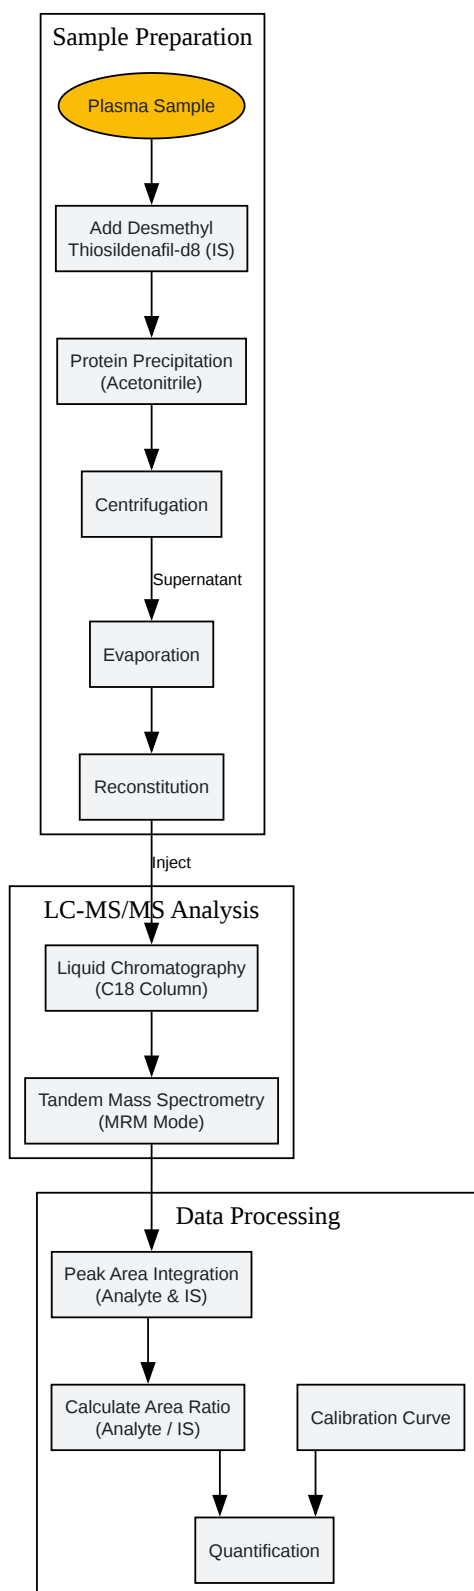 Sample Preparation
Plasma Sample
Add Desmethyl
Thiosildenafil-d8 (IS)
Protein Precipitation
(Acetonitrile)
Centrifugation
Supernatant
Evaporation
Reconstitution
Inject
LC-MS/MS Analysis
Liquid Chromatography
(C18 Column)
Tandem Mass Spectrometry
(MRM Mode)
Data Processing
Peak Area Integration
(Analyte & IS)
Calculate Area Ratio
(Analyte / IS)
Calibration Curve
Quantification